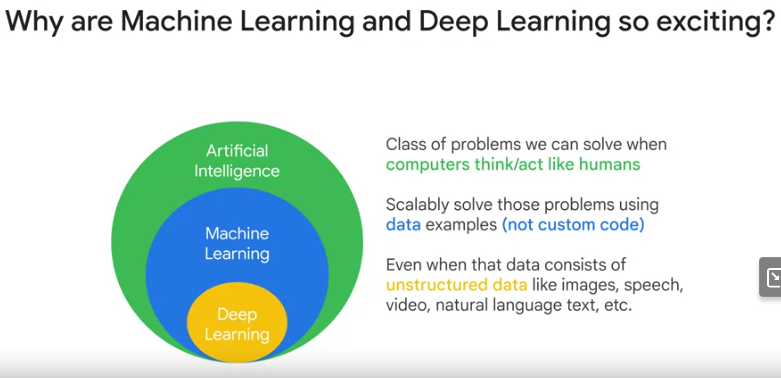 Why are Machine Learning and Deep Learning so exciting?
Artificial
Intelligence
Machine
Learning
Deep
Learning
Class of problems we can solve when
computers think/act like humans
Scalably solve those problems using
data examples (not custom code)
Even when that data consists of
unstructured data like images, speech,
video, natural language text, etc.